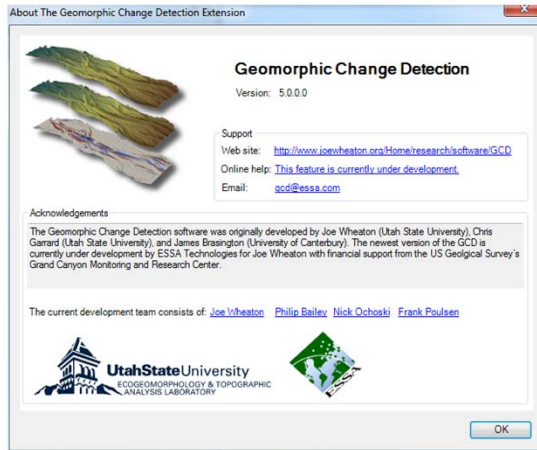 About The Geomorphic Change Detection Extension
Geomorphic Change Detection
Version: 5.0.0.0
Support
Web site: http://www.joewheaton.org/Home/research/software/GCD
Online help: This feature is currently under development.
Email: gcd@essa.com
Acknowledgements
The Geomorphic Change Detection software was originally developed by Joe Wheaton (Utah State University), Chris
Garrard (Utah State University), and James Brasington (University of Canterbury). The newest version of the GCD is
currently under development by ESSA Technologies for Joe Wheaton with financial support from the US Geolgical Survey's
Grand Canyon Monitoring and Research Center.
The current development team consists of: Joe Wheaton Philip Bailey Nick Ochoski Frank Poulsen
UtahStateUniversity
ECOGEOMORPHOLOGY & TOPOGRAPHIC
ANALYSIS LABORATORY
ESSA
OK